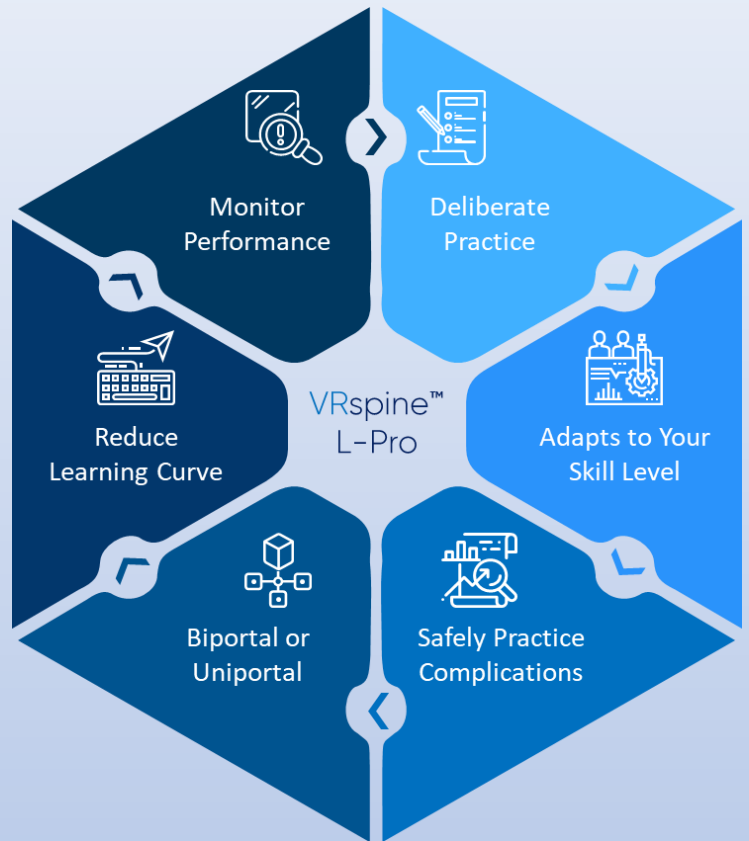 Monitor
Performance
Deliberate
Practice
Reduce
Learning Curve
VRspine™
L-Pro
Adapts to Your
Skill Level
Biportal or
Uniportal
Safely Practice
Complications